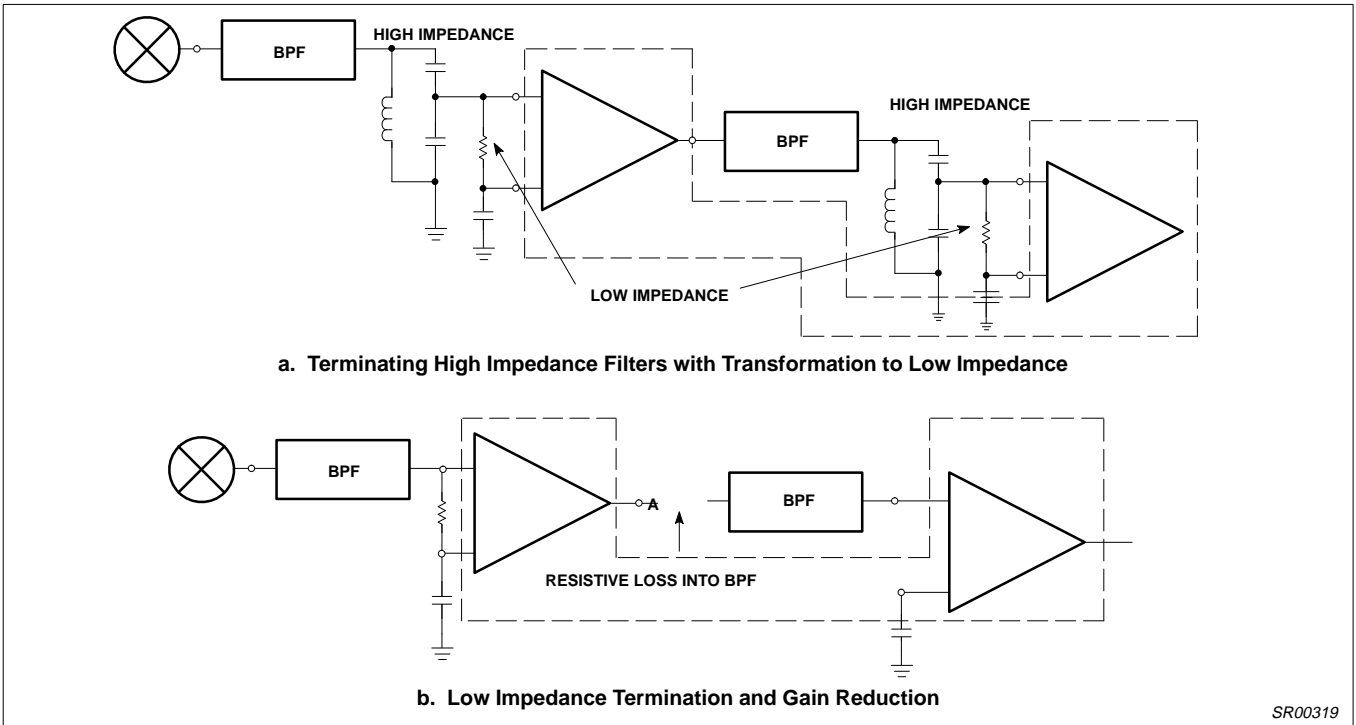 HIGH IMPEDANCE
BPF
HIGH IMPEDANCE
BPF
LOW IMPEDANCE
a. Terminating High Impedance Filters with Transformation to Low Impedance
BPF
A
BPF
RESISTIVE LOSS INTO BPF
b. Low Impedance Termination and Gain Reduction
SR00319